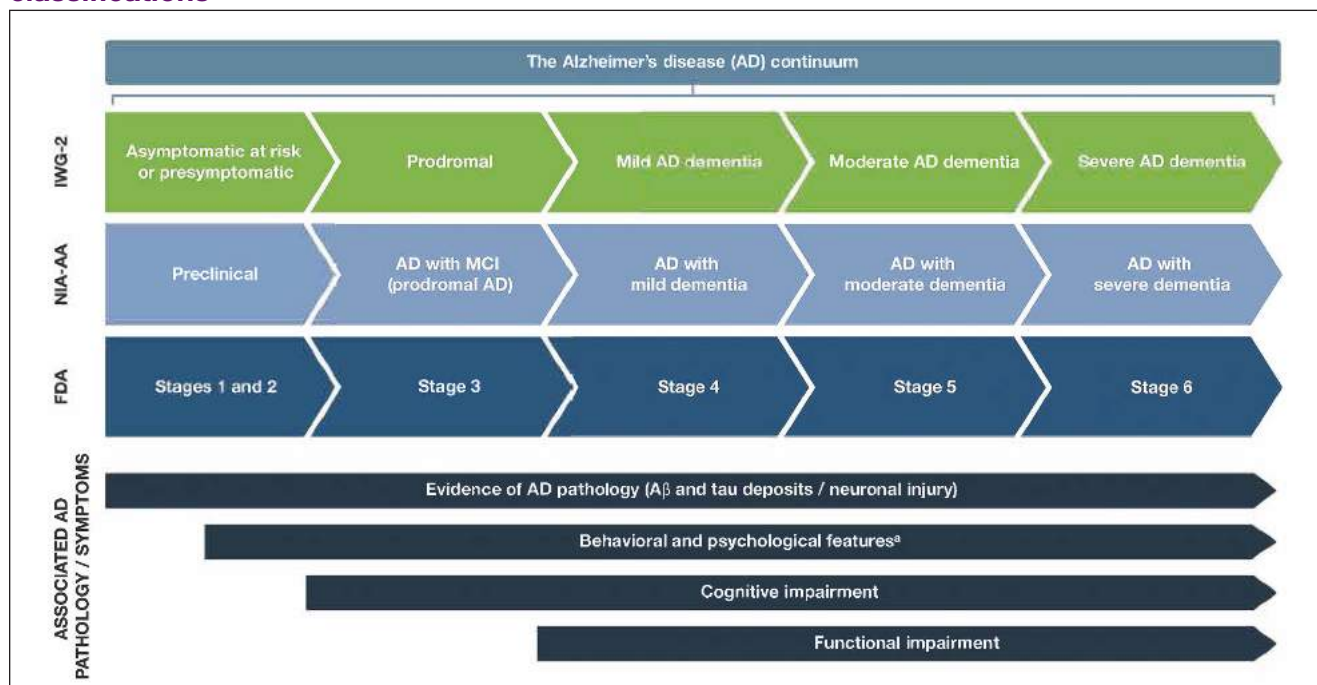 classifications
The Alzheimer's disease (AD) continuum
IWG-2
Asymptomatic at risk
or presymptomatic
Prodromal
Mild AD dementia
Moderate AD dementia
Severe AD dementia
NIA-AA
Preclinical
AD with MCI
(prodromal AD)
AD with
mild dementia
AD with
moderate dementia
AD with
severe dementia
FDA
Stages 1 and 2
Stage 3
Stage 4
Stage 5
Stage 6
ASSOCIATED AD
PATHOLOGY / SYMPTOMS
Evidence of AD pathology (Aβ and tau deposits / neuronal injury)
Behavioral and psychological featuresᵃ
Cognitive impairment
Functional impairment